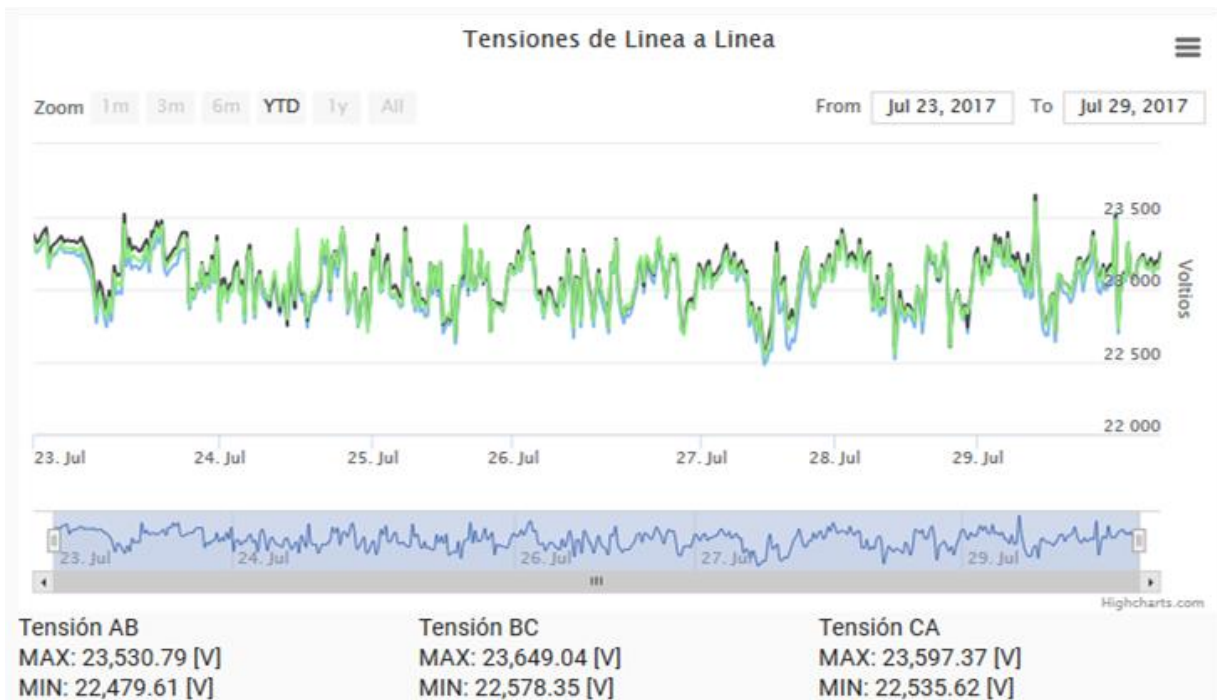 Tensiones de Linea a Linea
Zoom 1m 3m 6m YTD 1y All From Jul 23, 2017 To Jul 29, 2017
23 500
23 000
22 500
22 000
Voltios
23. Jul 24. Jul 25. Jul 26. Jul 27. Jul 28. Jul 29. Jul
23. Jul 24. Jul 26. Jul 27. Jul 29. Jul
Highcharts.com
Tensión AB Tensión BC Tensión CA
MAX: 23,530.79 [V] MAX: 23,649.04 [V] MAX: 23,597.37 [V]
MIN: 22,479.61 [V] MIN: 22,578.35 [V] MIN: 22,535.62 [V]